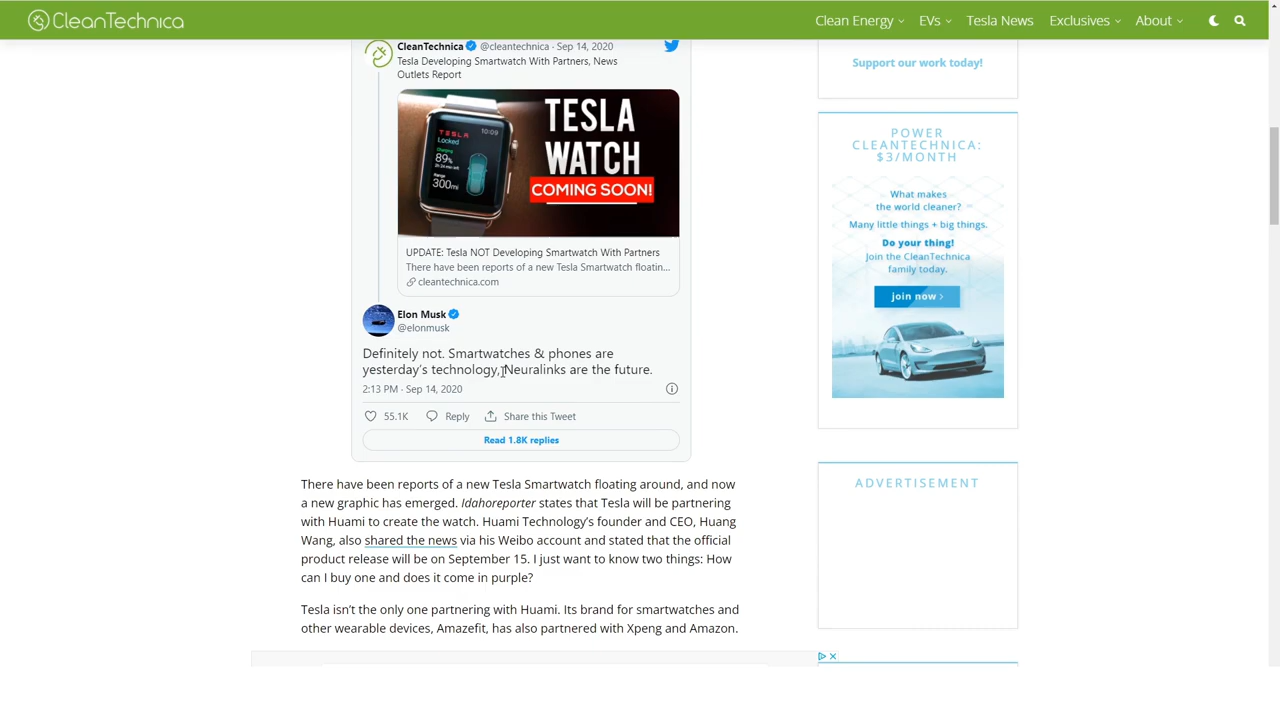 CleanTechnica
Clean Energy EVs Tesla News Exclusives About
CleanTechnica @cleantechnica · Sep 14, 2020
Tesla Developing Smartwatch With Partners, News
Outlets Report
TESLA 10:09
Locked
Charging
89%
Range
300mi
TESLA
WATCH
COMING SOON!
UPDATE: Tesla NOT Developing Smartwatch With Partners
There have been reports of a new Tesla Smartwatch floatin...
cleantechnica.com
Elon Musk
@elonmusk
Definitely not. Smartwatches & phones are
yesterday's technology, Neuralinks are the future.
2:13 PM · Sep 14, 2020
55.1K Reply Share this Tweet
Read 1.8K replies
There have been reports of a new Tesla Smartwatch floating around, and now
a new graphic has emerged. Idahoreporter states that Tesla will be partnering
with Huami to create the watch. Huami Technology's founder and CEO, Huang
Wang, also shared the news via his Weibo account and stated that the official
product release will be on September 15. I just want to know two things: How
can I buy one and does it come in purple?
Tesla isn't the only one partnering with Huami. Its brand for smartwatches and
other wearable devices, Amazefit, has also partnered with Xpeng and Amazon.
Support our work today!
POWER
CLEANTECHNICA:
$3/MONTH
What makes
the world cleaner?
Many little things + big things.
Do your thing!
Join the CleanTechnica
family today.
join now >
ADVERTISEMENT